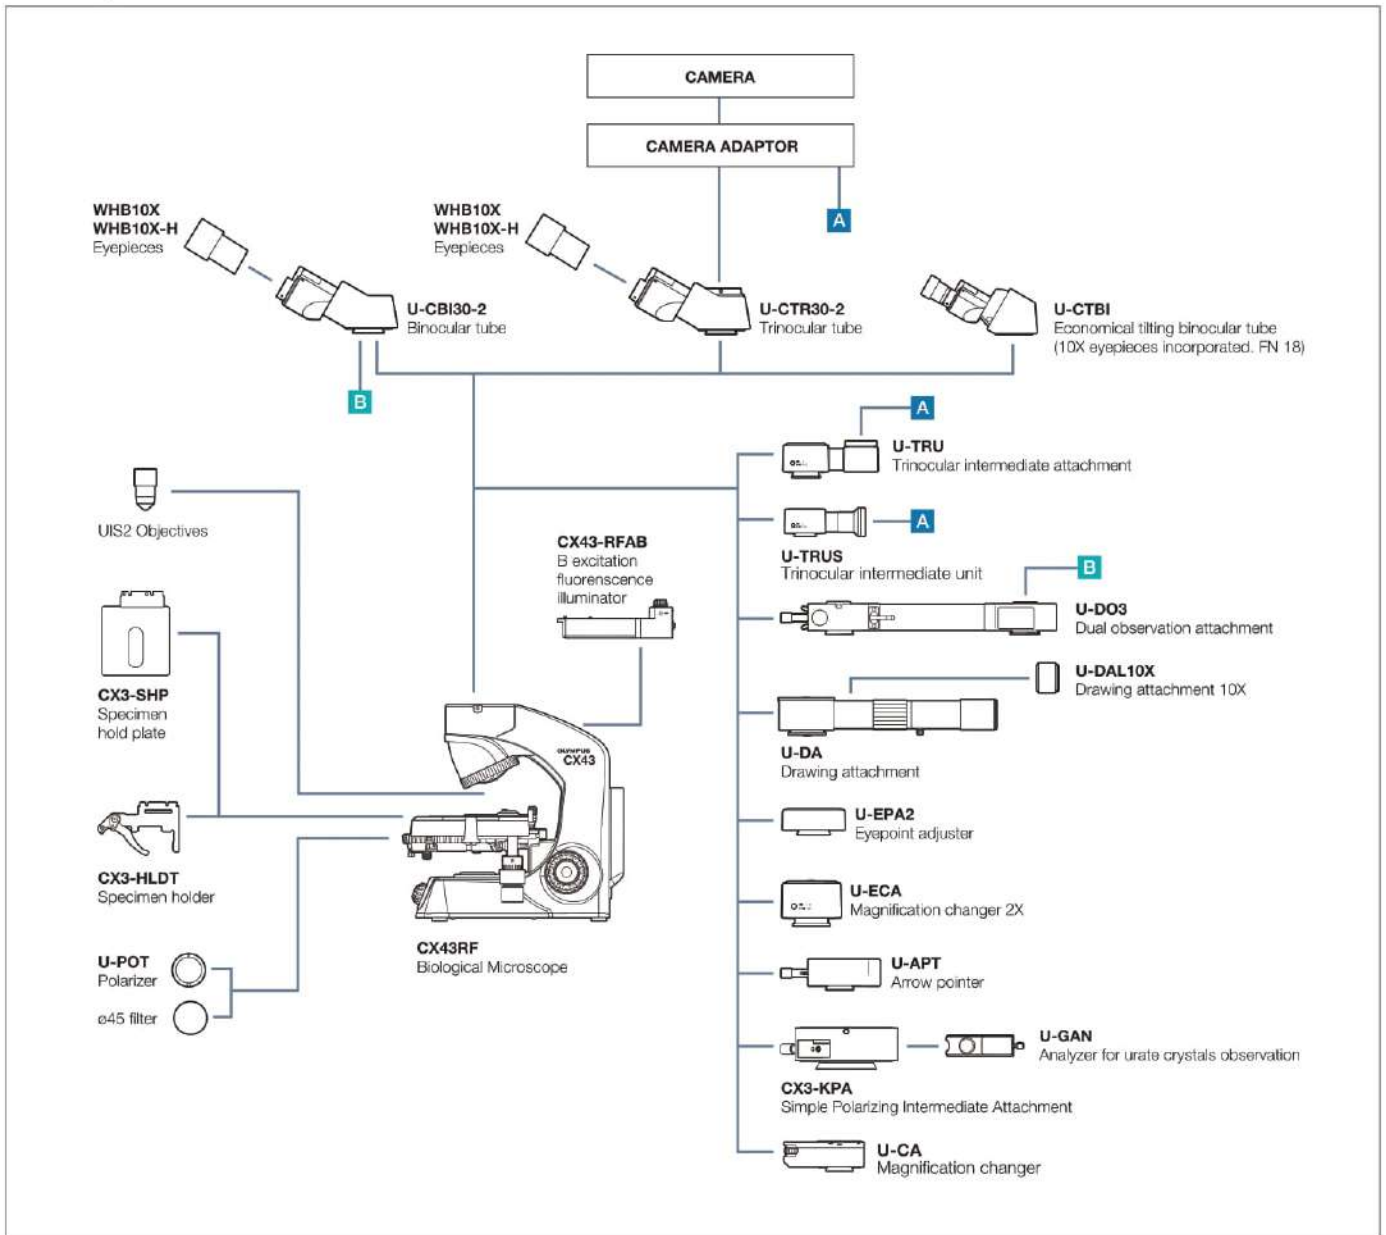 CAMERA
CAMERA ADAPTOR
A
WHB10X
WHB10X-H
Eyepieces
WHB10X
WHB10X-H
Eyepieces
U-CBI30-2
Binocular tube
U-CTR30-2
Trinocular tube
U-CTBI
Economical tilting binocular tube
(10X eyepieces incorporated. FN 18)
B
A
U-TRU
Trinocular intermediate attachment
UIS2 Objectives
A
U-TRUS
Trinocular intermediate unit
CX43-RFAB
B excitation
fluorenscence
illuminator
B
U-DO3
Dual observation attachment
CX3-SHP
Specimen
hold plate
U-DAL10X
Drawing attachment 10X
U-DA
Drawing attachment
OLYMPUS
CX43
U-EPA2
Eyepoint adjuster
CX3-HLDT
Specimen holder
U-ECA
Magnification changer 2X
CX43RF
Biological Microscope
U-POT
Polarizer
ø45 filter
U-APT
Arrow pointer
U-GAN
Analyzer for urate crystals observation
CX3-KPA
Simple Polarizing Intermediate Attachment
U-CA
Magnification changer